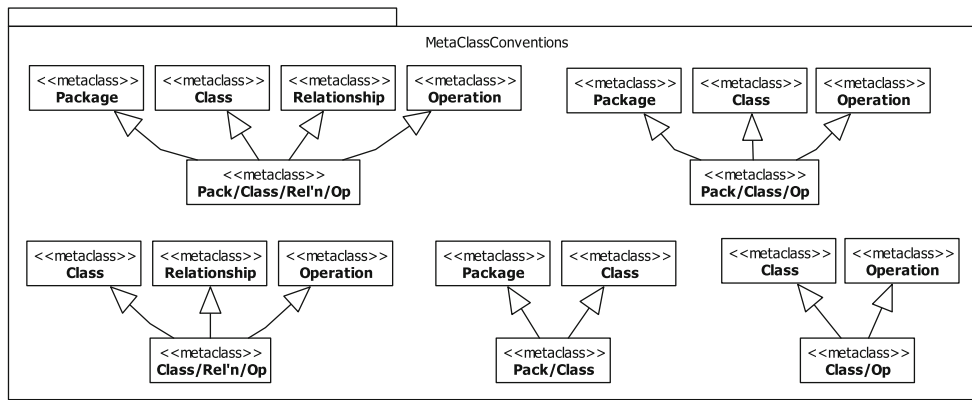 MetaClassConventions
<<metaclass>> <<metaclass>> <<metaclass>> <<metaclass>>
Package Class Relationship Operation
<<metaclass>>
Pack/Class/Rel'n/Op
<<metaclass>> <<metaclass>> <<metaclass>>
Package Class Operation
<<metaclass>>
Pack/Class/Op
<<metaclass>> <<metaclass>> <<metaclass>>
Class Relationship Operation
<<metaclass>>
Class/Rel'n/Op
<<metaclass>> <<metaclass>>
Package Class
<<metaclass>>
Pack/Class
<<metaclass>> <<metaclass>>
Class Operation
<<metaclass>>
Class/Op